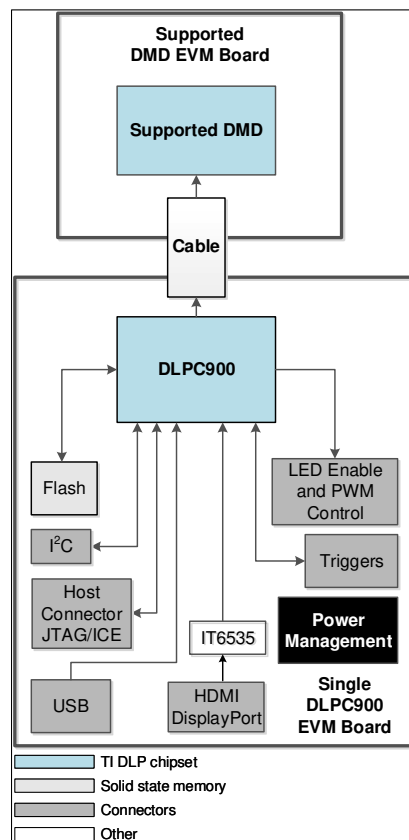 Supported
DMD EVM Board
Supported DMD
Cable
DLPC900
Flash
LED Enable
and PWM
Control
I²C
Triggers
Host
Connector
JTAG/ICE
IT6535
Power
Management
USB
HDMI
DisplayPort
Single
DLPC900
EVM Board
TI DLP chipset
Solid state memory
Connectors
Other